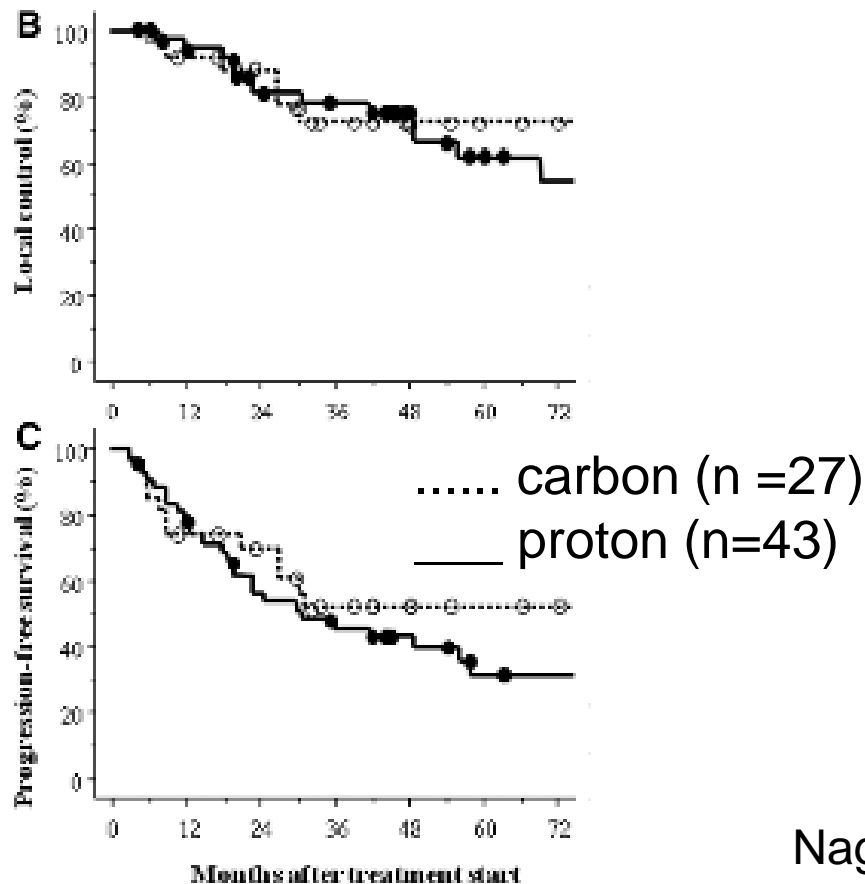 B
Local control (%)
100
80
60
40
20
0
0 12 24 36 48 60 72
C
Progression-free survival (%)
100
80
60
40
20
0
...... carbon (n =27)
___ proton (n=43)
0 12 24 36 48 60 72
Months after treatment start
Nag